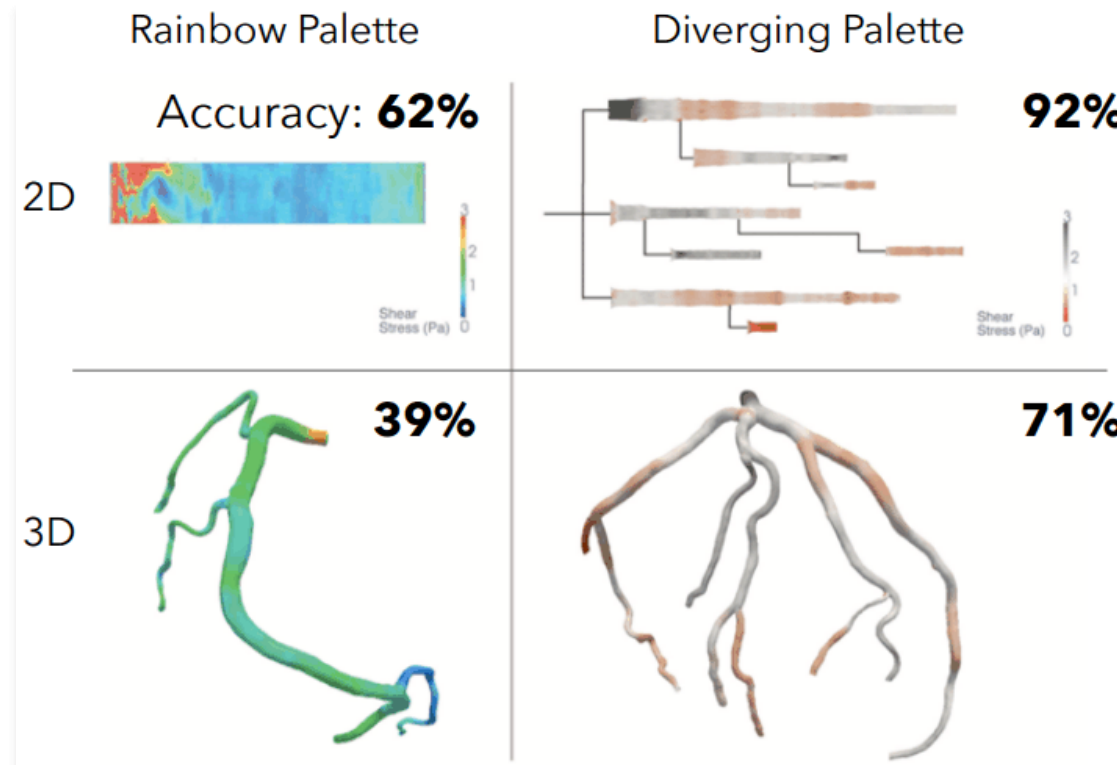 Rainbow Palette
Diverging Palette
Accuracy: 62%
92%
2D
3
2
1
0
Shear
Stress (Pa)
3
2
1
0
Shear
Stress (Pa)
39%
71%
3D